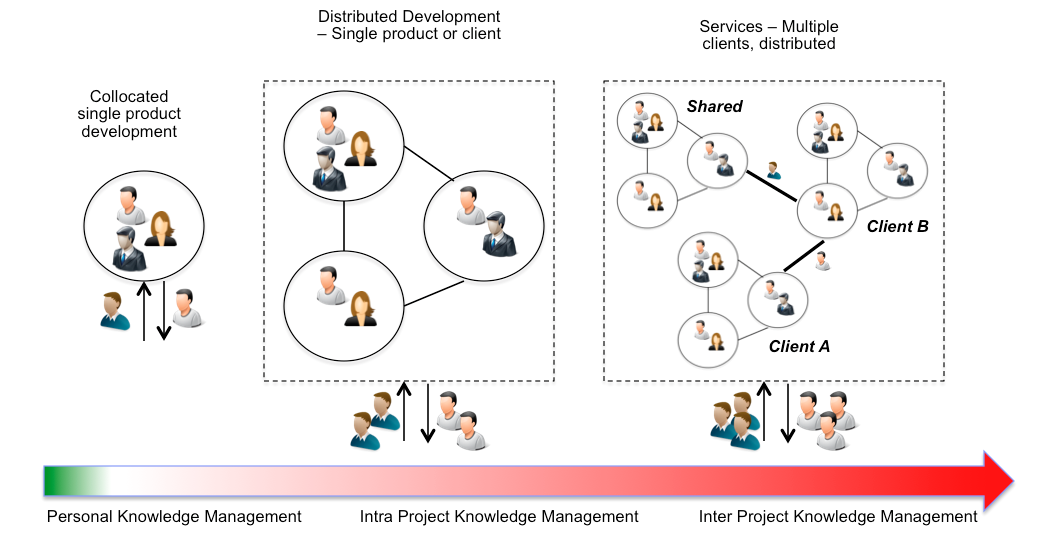 Distributed Development
– Single product or client
Services – Multiple
clients, distributed
Collocated
single product
development
Shared
Client B
Client A
Personal Knowledge Management
Intra Project Knowledge Management
Inter Project Knowledge Management